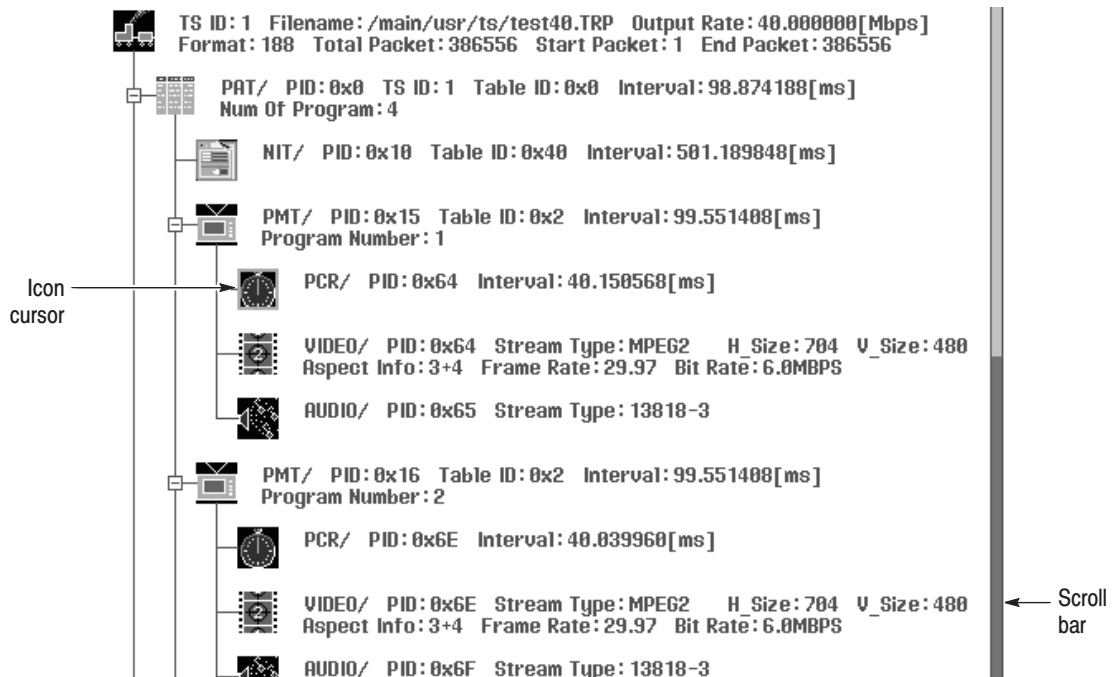 TS ID:1 Filename:/main/usr/ts/test40.TRP Output Rate:40.000000[Mbps]
Format:188 Total Packet:386556 Start Packet:1 End Packet:386556
PAT/ PID:0x0 TS ID:1 Table ID:0x0 Interval:98.874188[ms]
Num Of Program:4
NIT/ PID:0x10 Table ID:0x40 Interval:501.189848[ms]
PMT/ PID:0x15 Table ID:0x2 Interval:99.551408[ms]
Program Number:1
Icon
cursor
PCR/ PID:0x64 Interval:40.150568[ms]
VIDEO/ PID:0x64 Stream Type:MPEG2 H_Size:704 V_Size:480
Aspect Info:3+4 Frame Rate:29.97 Bit Rate:6.0MBPS
AUDIO/ PID:0x65 Stream Type:13818-3
PMT/ PID:0x16 Table ID:0x2 Interval:99.551408[ms]
Program Number:2
PCR/ PID:0x6E Interval:40.039960[ms]
VIDEO/ PID:0x6E Stream Type:MPEG2 H_Size:704 V_Size:480
Aspect Info:3+4 Frame Rate:29.97 Bit Rate:6.0MBPS
Scroll
bar
AUDIO/ PID:0x6F Stream Type:13818-3